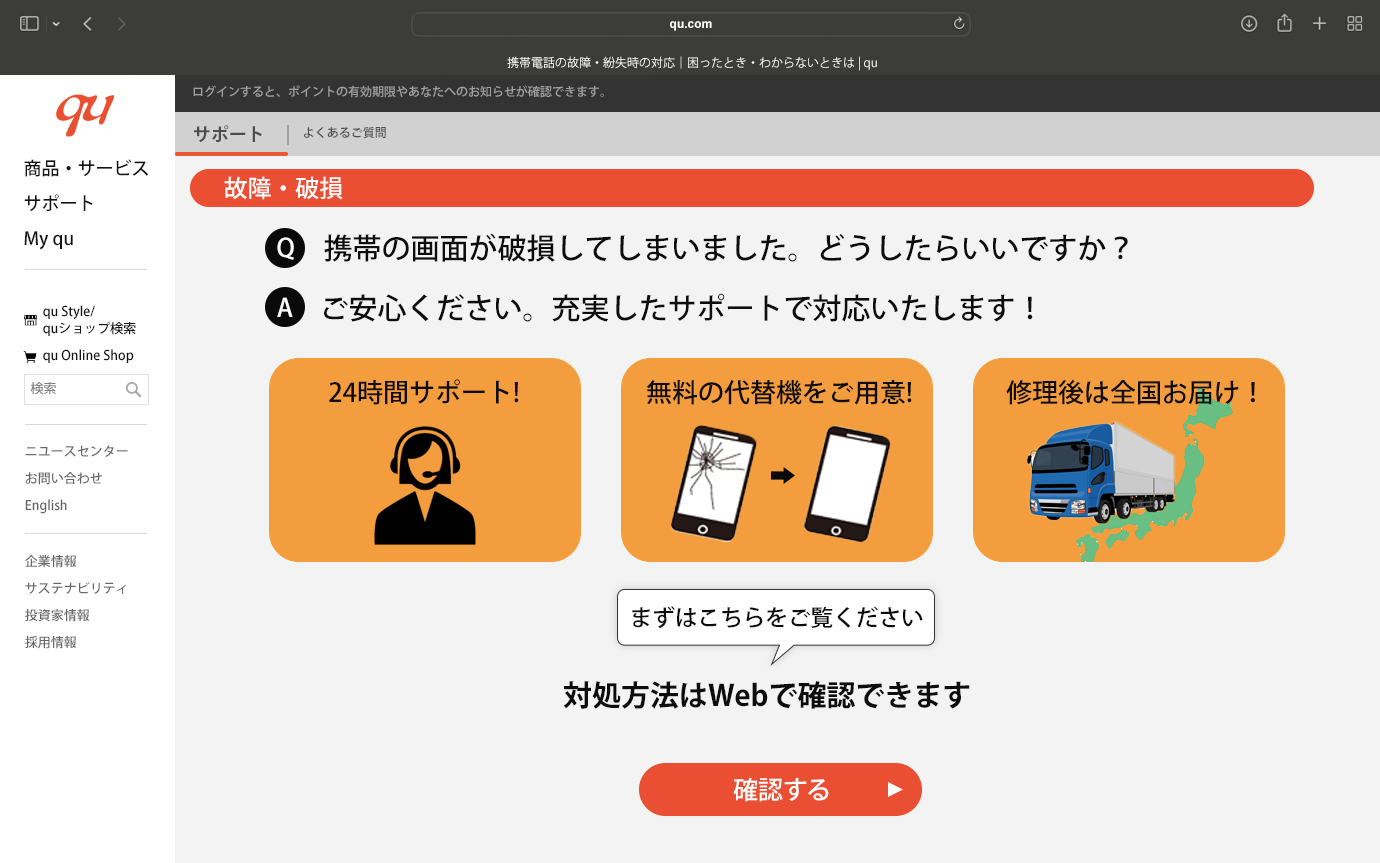 qu.com
携帯電話の故障・紛失時の対応｜困ったとき・わからないときは | qu
qu
商品・サービス
サポート
My qu
qu Style/
quショップ検索
qu Online Shop
検索
ニュースセンター
お問い合わせ
English
企業情報
サステナビリティ
投資家情報
採用情報
ログインすると、ポイントの有効期限やあなたへのお知らせが確認できます。
サポート
よくあるご質問
故障・破損
Q 携帯の画面が破損してしまいました。どうしたらいいですか？
A ご安心ください。充実したサポートで対応いたします！
24時間サポート!
無料の代替機をご用意!
修理後は全国お届け！
まずはこちらをご覧ください
対処方法はWebで確認できます
確認する